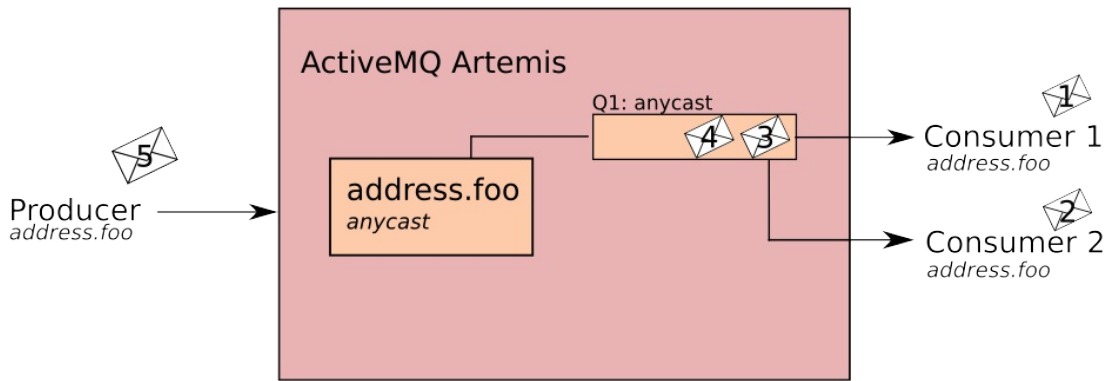 ActiveMQ Artemis
Q1: anycast
4 3
address.foo
anycast
5
Producer
address.foo
1
Consumer 1
address.foo
2
Consumer 2
address.foo